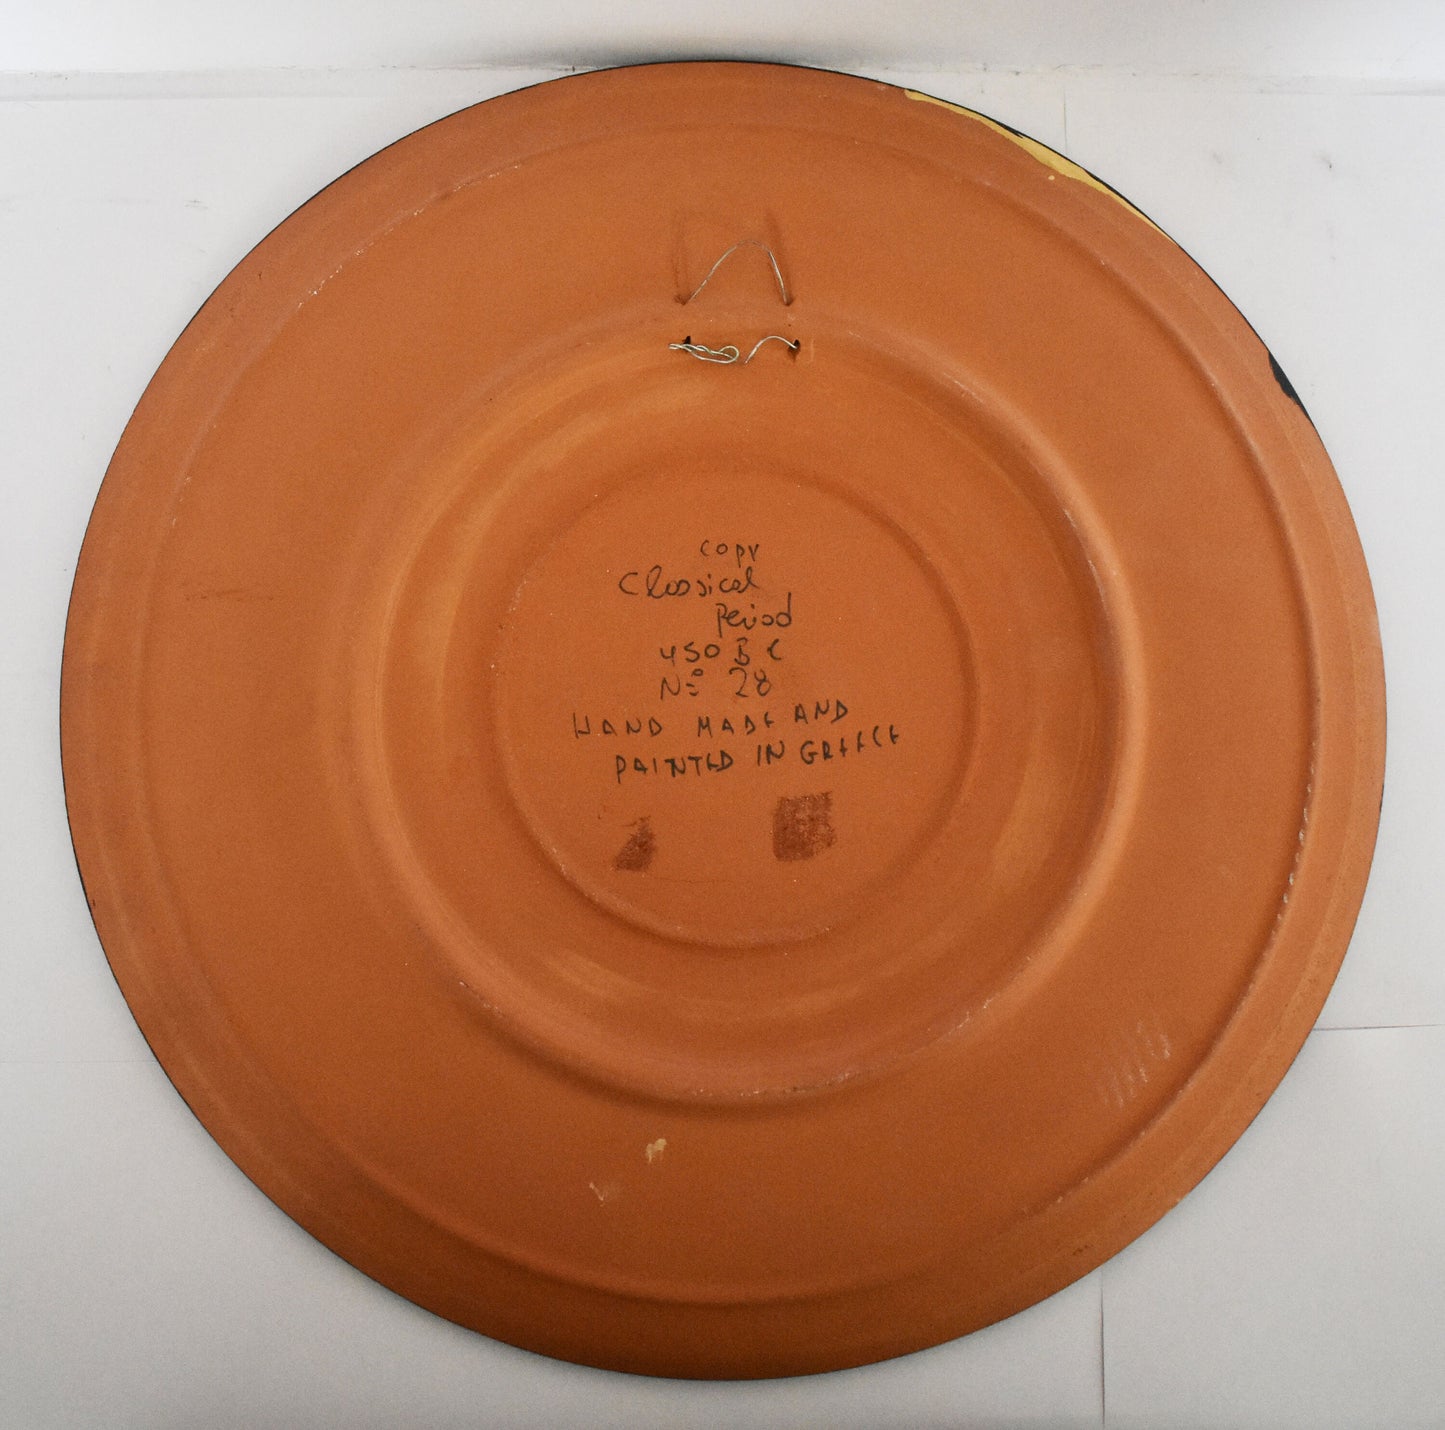 copy
Classical
Period
450 B C
Nº 28
HAND MADE AND
PAINTED IN GREECE